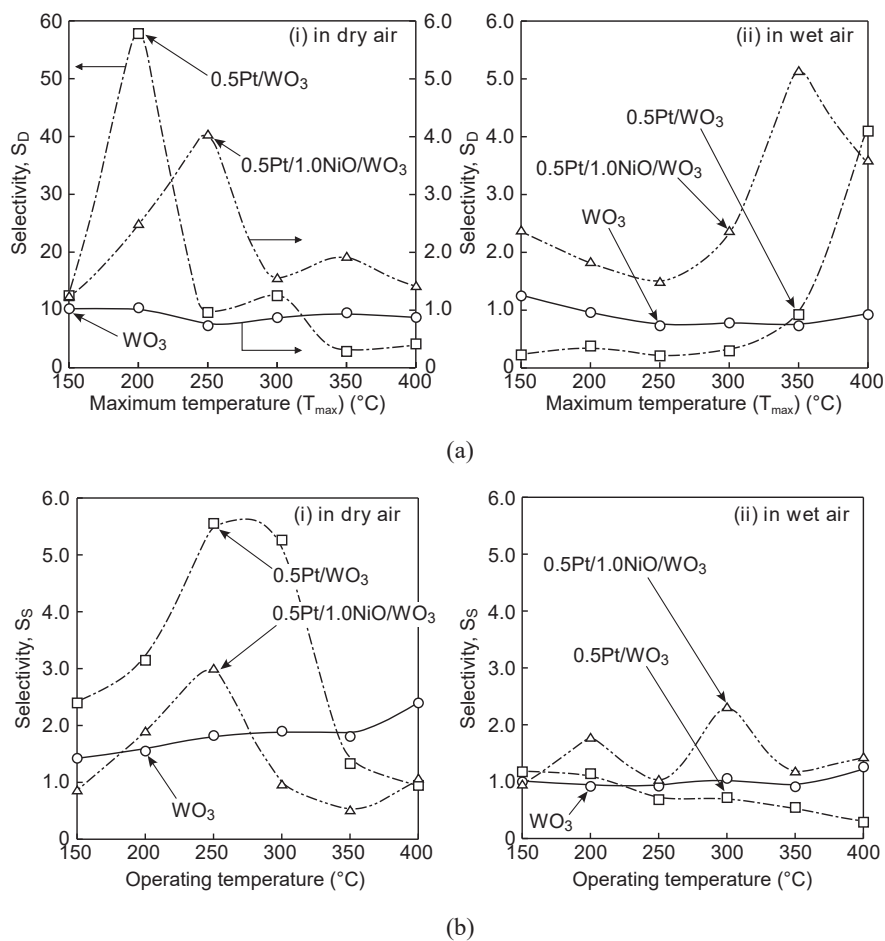 (i) in dry air
60
50
40
30
20
10
0
6.0
5.0
4.0
3.0
2.0
1.0
0
Selectivity, S_D
0.5Pt/WO₃
0.5Pt/1.0NiO/WO₃
WO₃
150 200 250 300 350 400
Maximum temperature (T_max) (°C)
(ii) in wet air
6.0
5.0
4.0
3.0
2.0
1.0
0
Selectivity, S_D
0.5Pt/WO₃
0.5Pt/1.0NiO/WO₃
WO₃
150 200 250 300 350 400
Maximum temperature (T_max) (°C)
(a)
(i) in dry air
6.0
5.0
4.0
3.0
2.0
1.0
0
Selectivity, S_S
0.5Pt/WO₃
0.5Pt/1.0NiO/WO₃
WO₃
150 200 250 300 350 400
Operating temperature (°C)
(ii) in wet air
6.0
5.0
4.0
3.0
2.0
1.0
0
Selectivity, S_S
0.5Pt/1.0NiO/WO₃
0.5Pt/WO₃
WO₃
150 200 250 300 350 400
Operating temperature (°C)
(b)